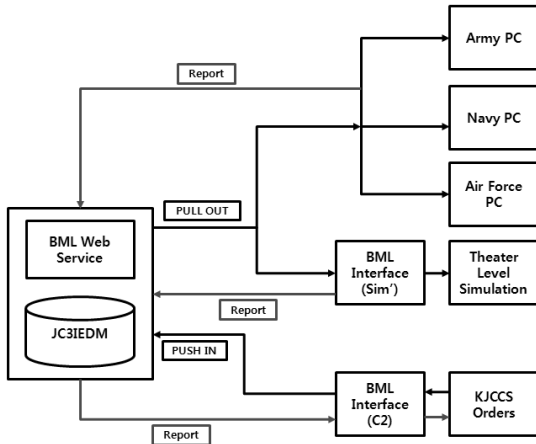 Army PC
Report
Navy PC
Air Force
PC
PULL OUT
BML Web
Service
BML
Interface
(Sim')
Theater
Level
Simulation
Report
JC3IEDM
PUSH IN
BML
Interface
(C2)
KJCCS
Orders
Report